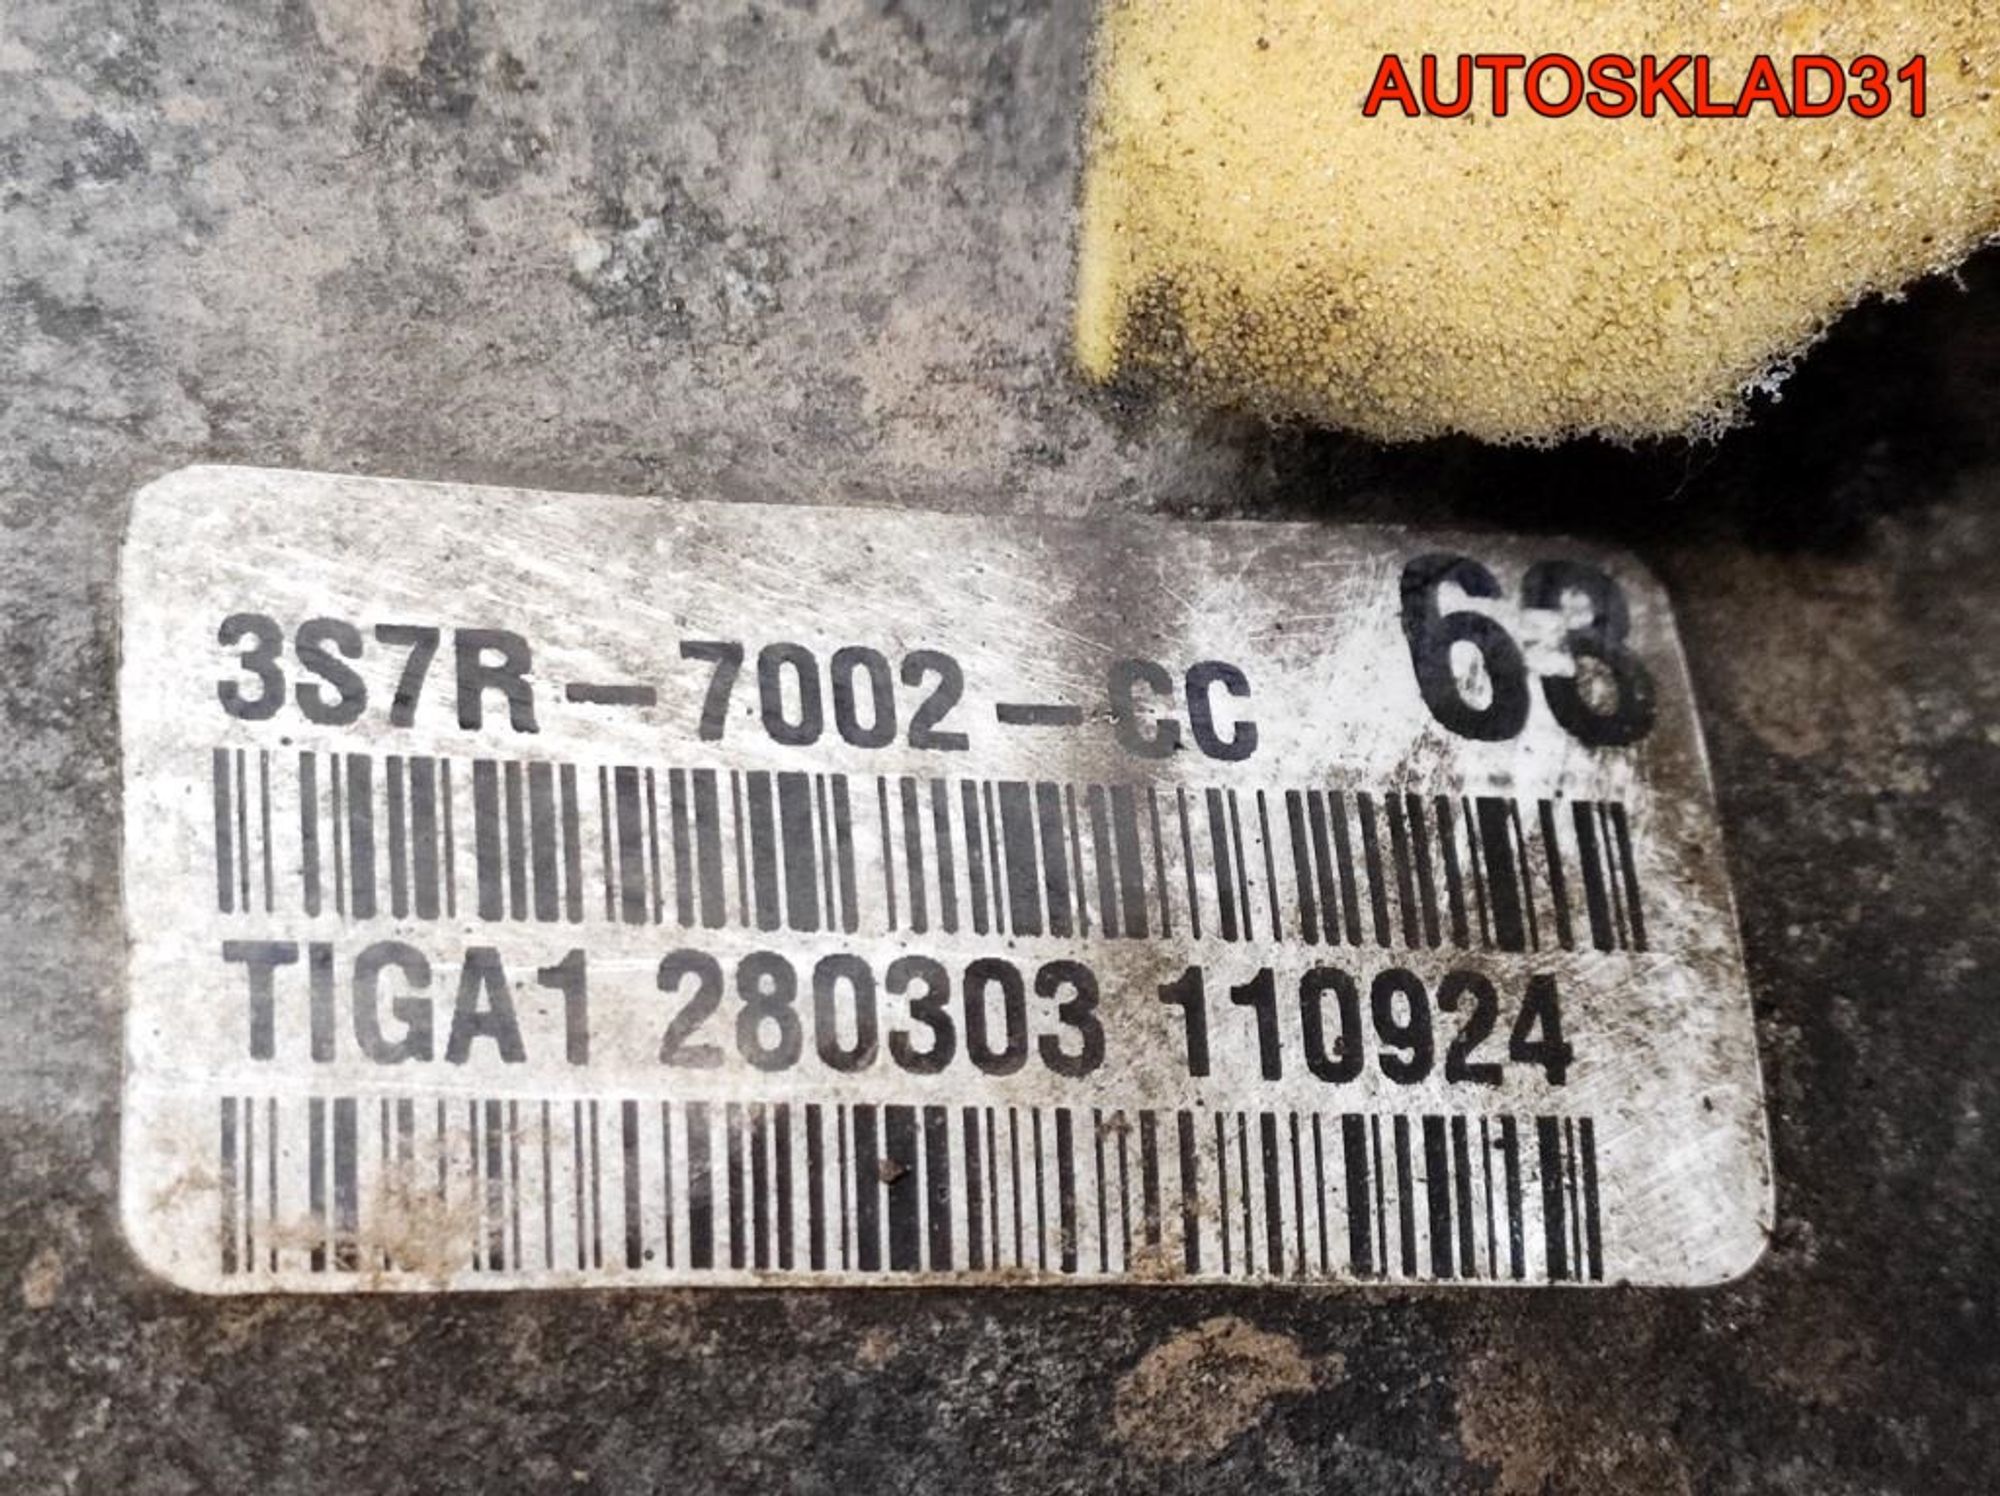 AUTOSKLAD31
3S7R-7002-CC 63
TIGA1 280303 110924